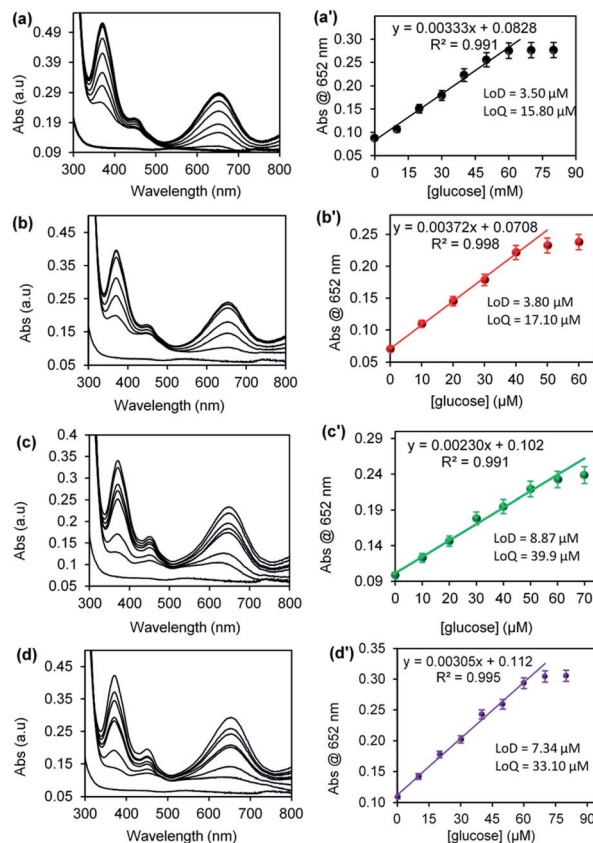 (a)
0.49
0.39
0.29
0.19
0.09
300 400 500 600 700 800
Wavelength (nm)
Abs (a.u)
(a')
y = 0.00333x + 0.0828
R² = 0.991
LoD = 3.50 µM
LoQ = 15.80 µM
0.30
0.25
0.20
0.15
0.10
0.05
0 15 30 45 60 75 90
[glucose] (mM)
Abs @ 652 nm
(b)
0.45
0.35
0.25
0.15
0.05
300 400 500 600 700 800
Wavelength (nm)
Abs (a.u)
(b')
y = 0.00372x + 0.0708
R² = 0.998
LoD = 3.80 µM
LoQ = 17.10 µM
0.30
0.25
0.20
0.15
0.10
0.05
0 10 20 30 40 50 60
[glucose] (µM)
Abs @ 652 nm
(c)
0.4
0.35
0.3
0.25
0.2
0.15
0.1
0.05
300 400 500 600 700 800
Wavelength (nm)
Abs (a.u)
(c')
y = 0.00230x + 0.102
R² = 0.991
LoD = 8.87 µM
LoQ = 39.9 µM
0.29
0.24
0.19
0.14
0.09
0 10 20 30 40 50 60 70
[glucose] (µM)
Abs @ 652 nm
(d)
0.45
0.35
0.25
0.15
0.05
300 400 500 600 700 800
Wavelength (nm)
Abs (a.u)
(d')
y = 0.00305x + 0.112
R² = 0.995
LoD = 7.34 µM
LoQ = 33.10 µM
0.35
0.30
0.25
0.20
0.15
0.10
0 20 40 60 80
[glucose] (µM)
Abs @ 652 nm